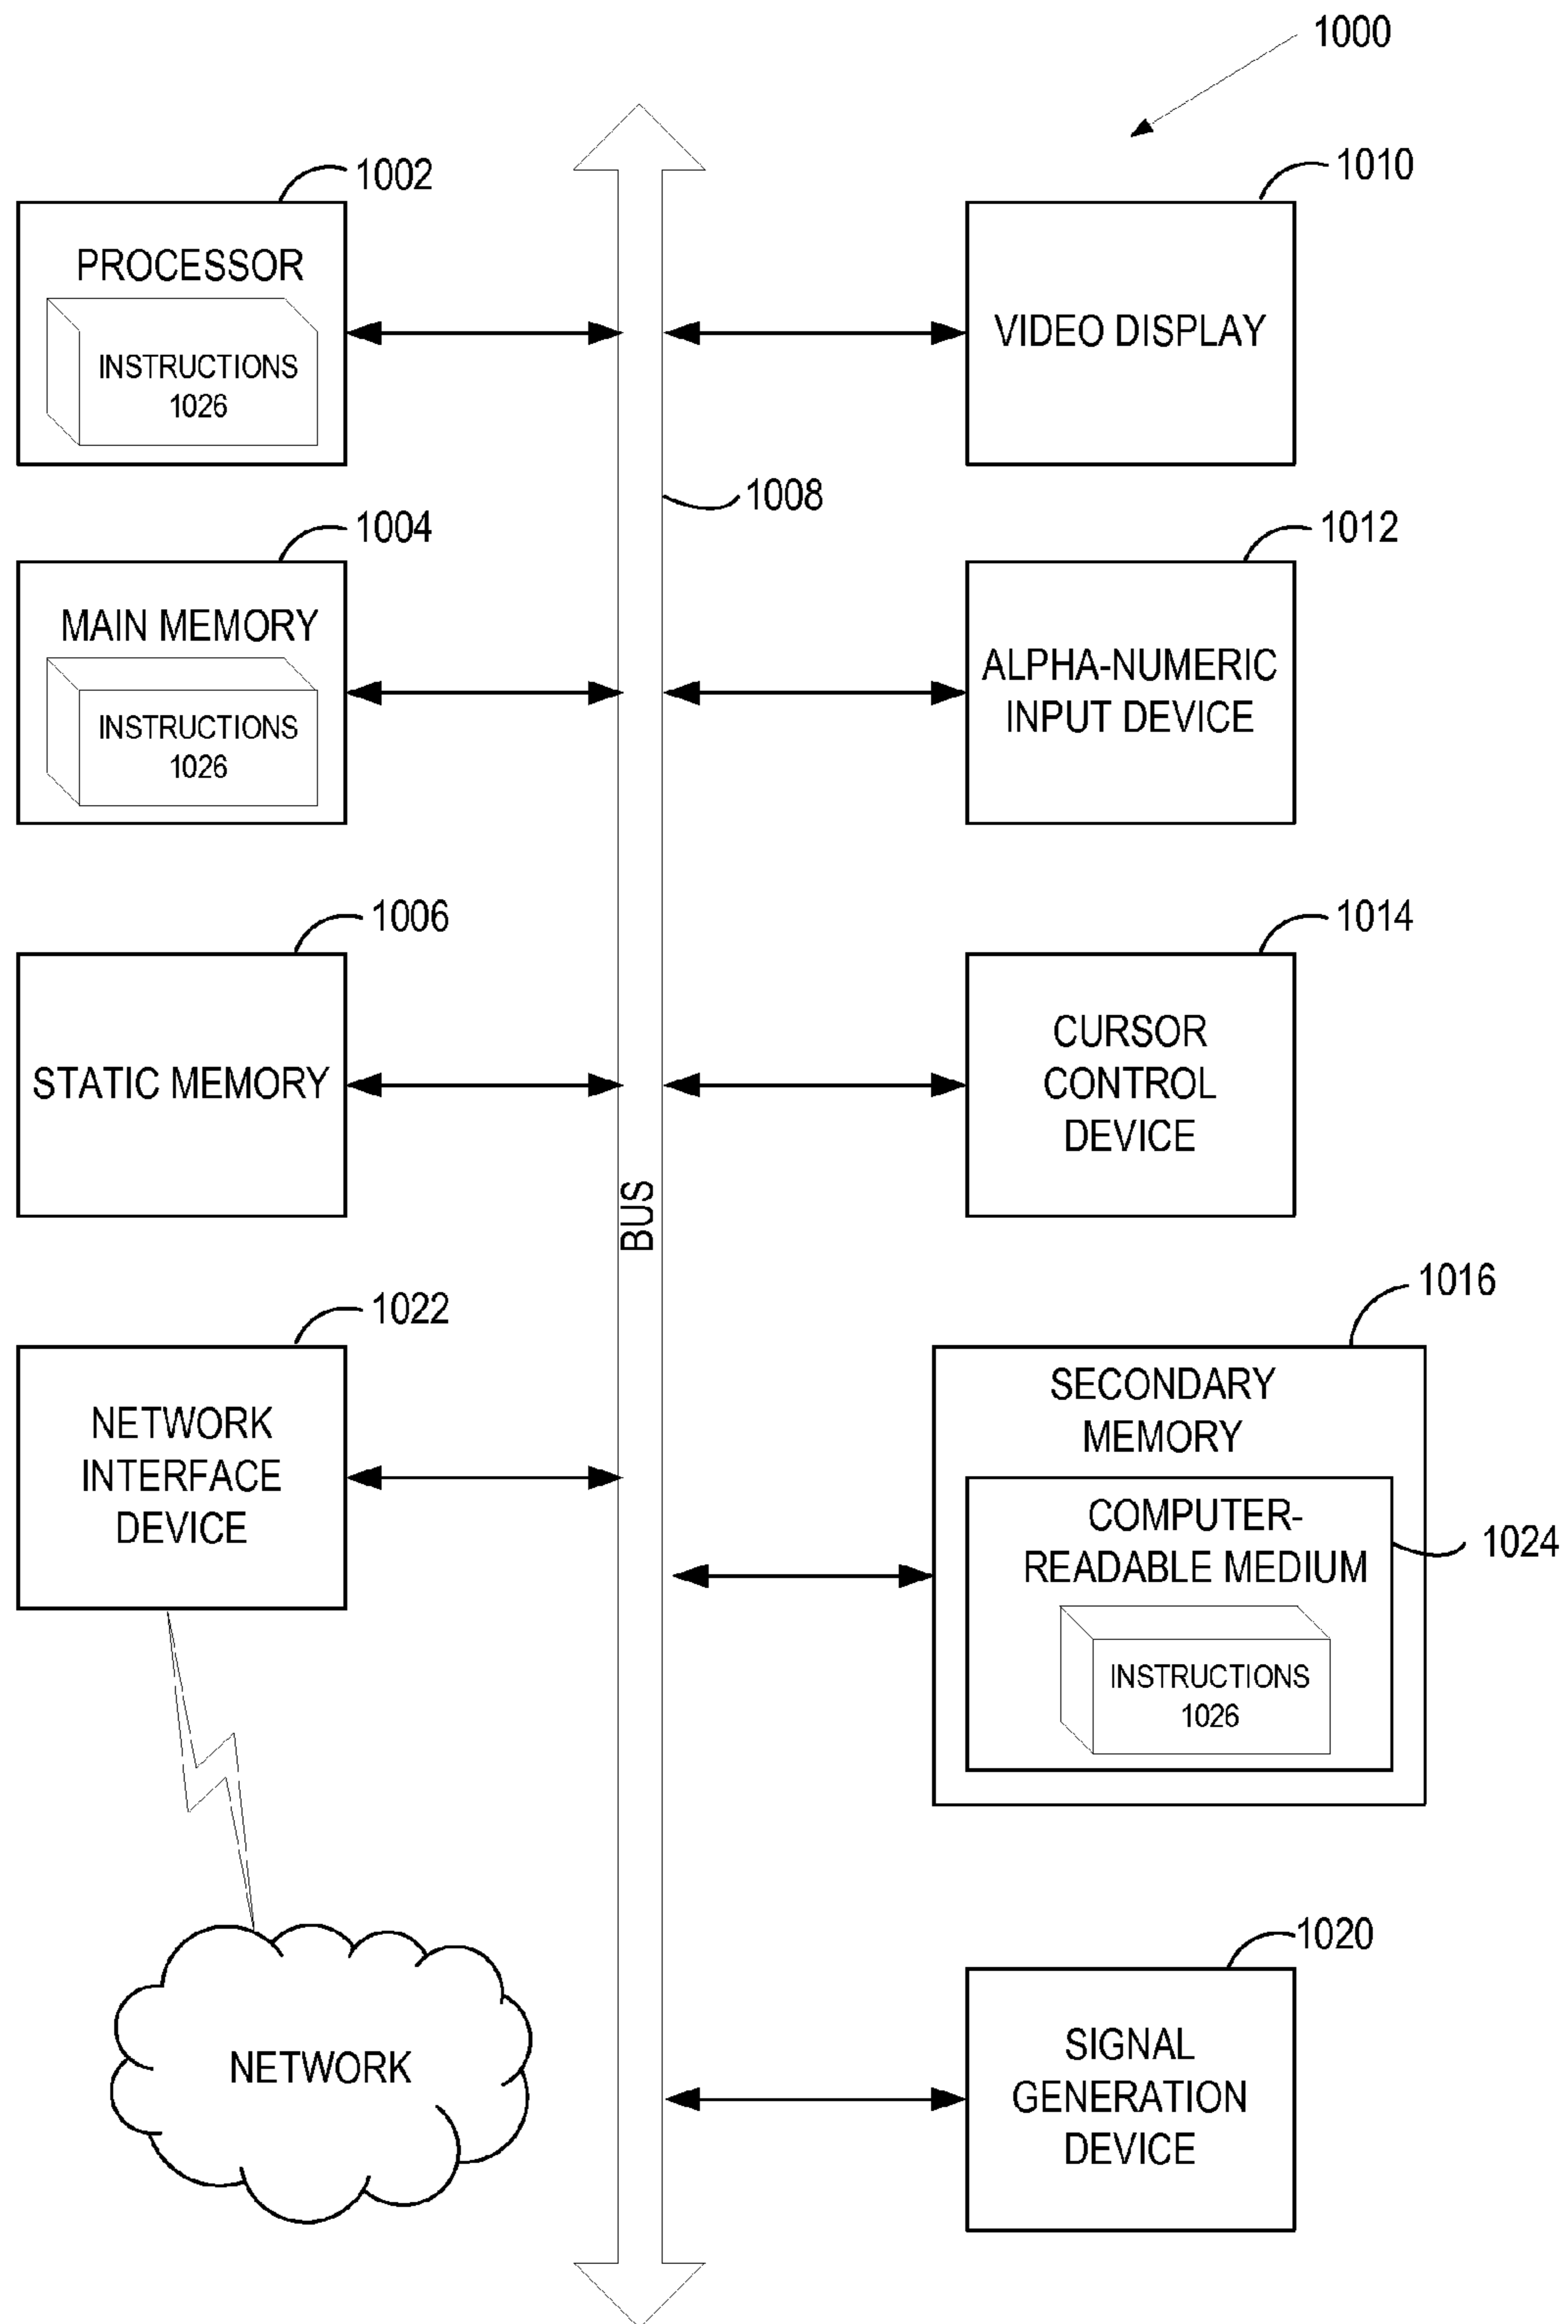 1000
1002
PROCESSOR
INSTRUCTIONS
1026
1010
VIDEO DISPLAY
1008
1004
MAIN MEMORY
INSTRUCTIONS
1026
1012
ALPHA-NUMERIC
INPUT DEVICE
1006
STATIC MEMORY
1014
CURSOR
CONTROL
DEVICE
BUS
1022
NETWORK
INTERFACE
DEVICE
1016
SECONDARY
MEMORY
COMPUTER-
READABLE MEDIUM
1024
INSTRUCTIONS
1026
NETWORK
1020
SIGNAL
GENERATION
DEVICE